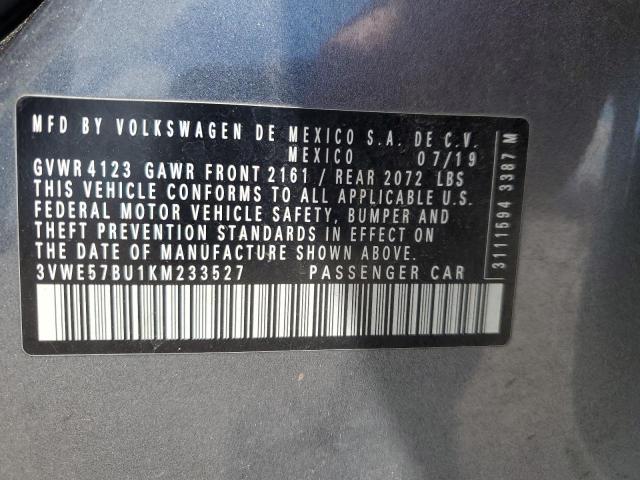 MFD BY VOLKSWAGEN DE MEXICO S.A. DE C.V.
MEXICO 07/19
GVWR 4123 GAWR FRONT 2161 / REAR 2072 LBS
THIS VEHICLE CONFORMS TO ALL APPLICABLE U.S.
FEDERAL MOTOR VEHICLE SAFETY, BUMPER AND
THEFT PREVENTION STANDARDS IN EFFECT ON
THE DATE OF MANUFACTURE SHOWN ABOVE.
3VWE57BU1KM233527 PASSENGER CAR
3111594 3387 M